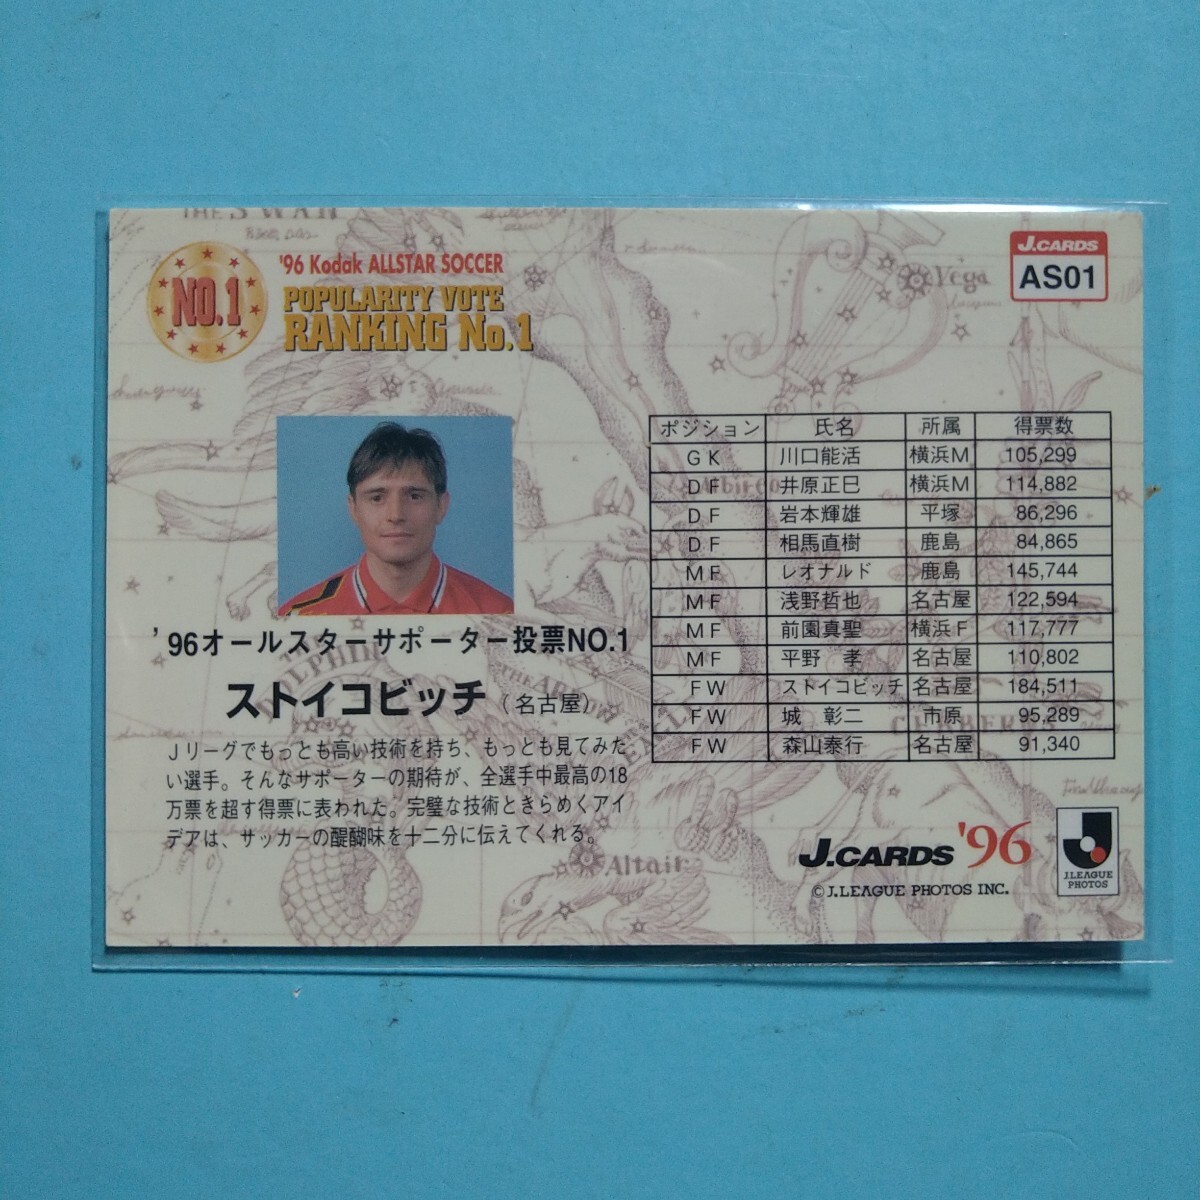 THE SWAN
J.CARDS
AS01
NO.1
'96 Kodak ALLSTAR SOCCER
POPULARITY VOTE
RANKING No.1
Vega
'96オールスターサポーター投票NO.1
ストイコビッチ(名古屋)
Jリーグでもっとも高い技術を持ち、もっとも見てみた
い選手。そんなサポーターの期待が、全選手中最高の18
万票を超す得票に表われた。完璧な技術ときらめくアイ
デアは、サッカーの醍醐味を十二分に伝えてくれる。
ポジション 氏名 所属 得票数
GK 川口能活 横浜M 105,299
DF 井原正巳 横浜M 114,882
DF 岩本輝雄 平塚 86,296
DF 相馬直樹 鹿島 84,865
MF レオナルド 鹿島 145,744
MF 浅野哲也 名古屋 122,594
MF 前園真聖 横浜F 117,777
MF 平野 孝 名古屋 110,802
FW ストイコビッチ 名古屋 184,511
FW 城 彰二 市原 95,289
FW 森山泰行 名古屋 91,340
Altair
J.CARDS '96
©J.LEAGUE PHOTOS INC.
J.LEAGUE
PHOTOS